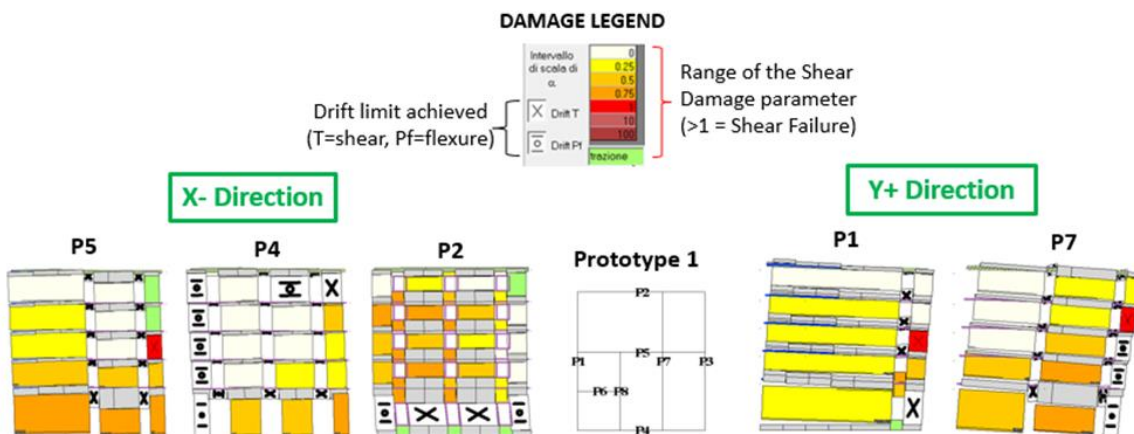 DAMAGE LEGEND
Intervallo
di scala di
α.
0
0.25
0.5
0.75
1
10
100
Drift T
Drift Pf
trazione
Drift limit achieved
(T=shear, Pf=flexure)
Range of the Shear
Damage parameter
(>1 = Shear Failure)
X- Direction
Y+ Direction
P5
P4
P2
Prototype 1
P1
P7
P2
P1
P5
P7
P3
P6
P8
P4